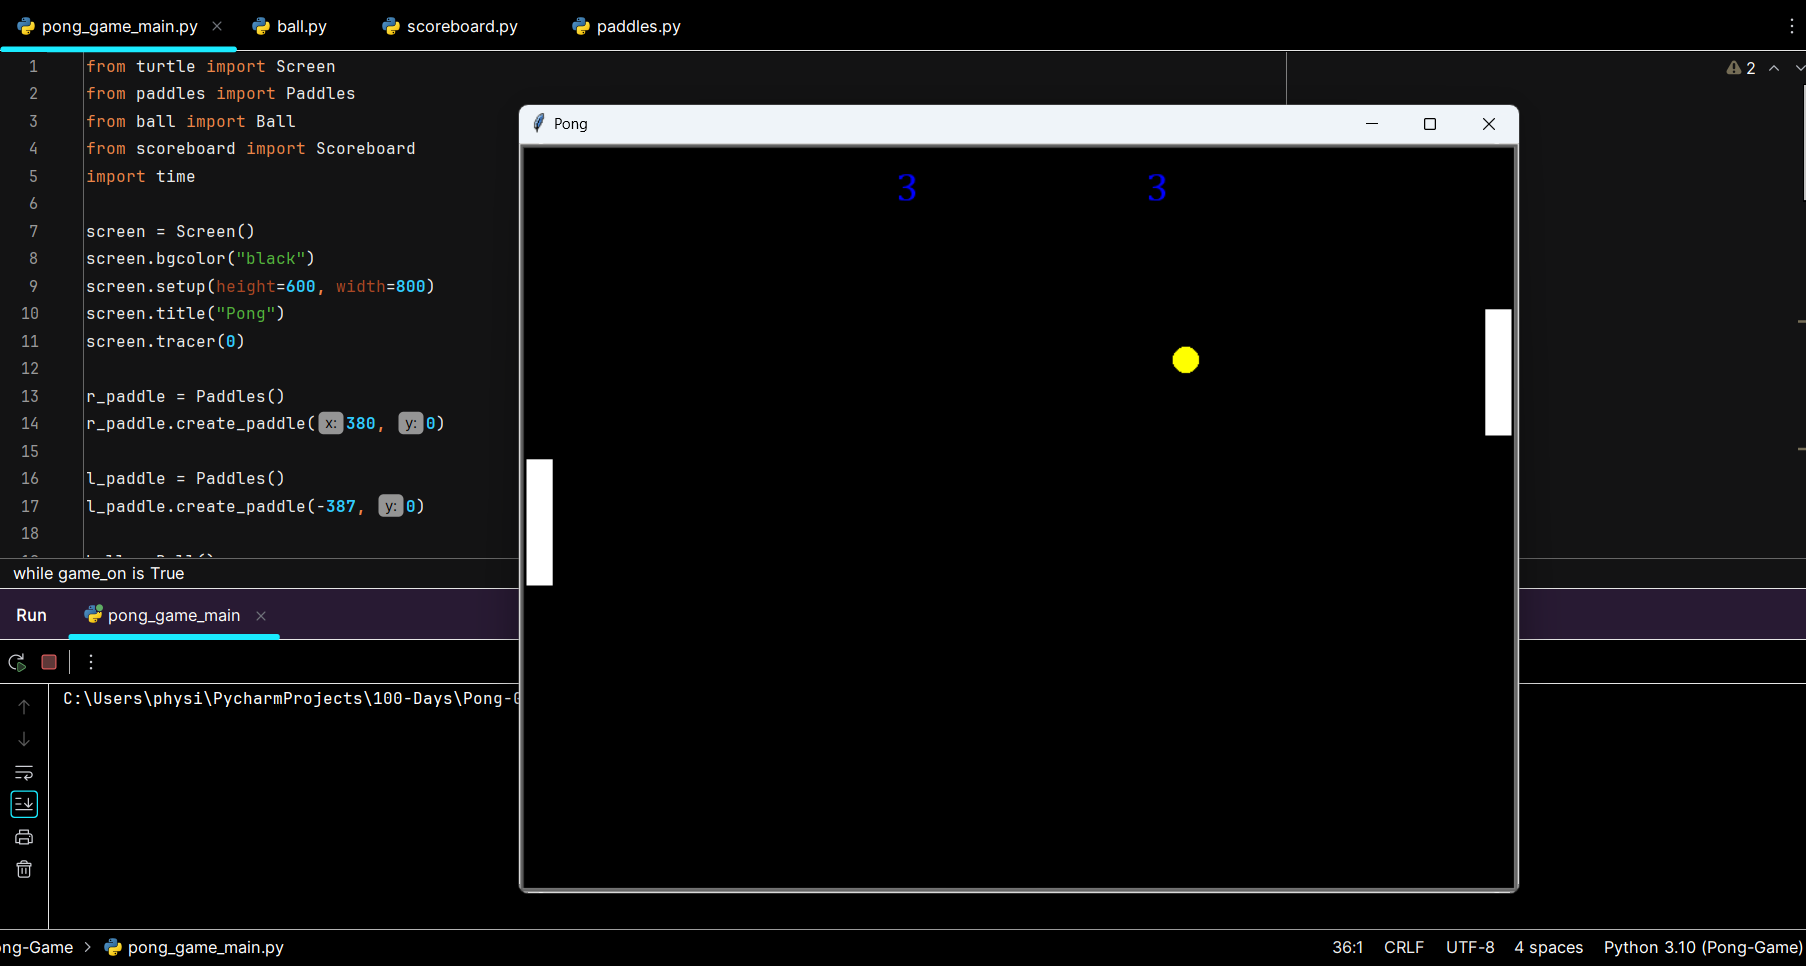 pong_game_main.py ball.py scoreboard.py paddles.py
1 from turtle import Screen
2 from paddles import Paddles
3 from ball import Ball
4 from scoreboard import Scoreboard
5 import time
6
7 screen = Screen()
8 screen.bgcolor("black")
9 screen.setup(height=600, width=800)
10 screen.title("Pong")
11 screen.tracer(0)
12
13 r_paddle = Paddles()
14 r_paddle.create_paddle( x: 380, y: 0)
15
16 l_paddle = Paddles()
17 l_paddle.create_paddle(-387, y: 0)
18
2
Pong
3 3
while game_on is True
Run pong_game_main
C:\Users\physi\PycharmProjects\100-Days\Pong-
ng-Game > pong_game_main.py
36:1 CRLF UTF-8 4 spaces Python 3.10 (Pong-Game)